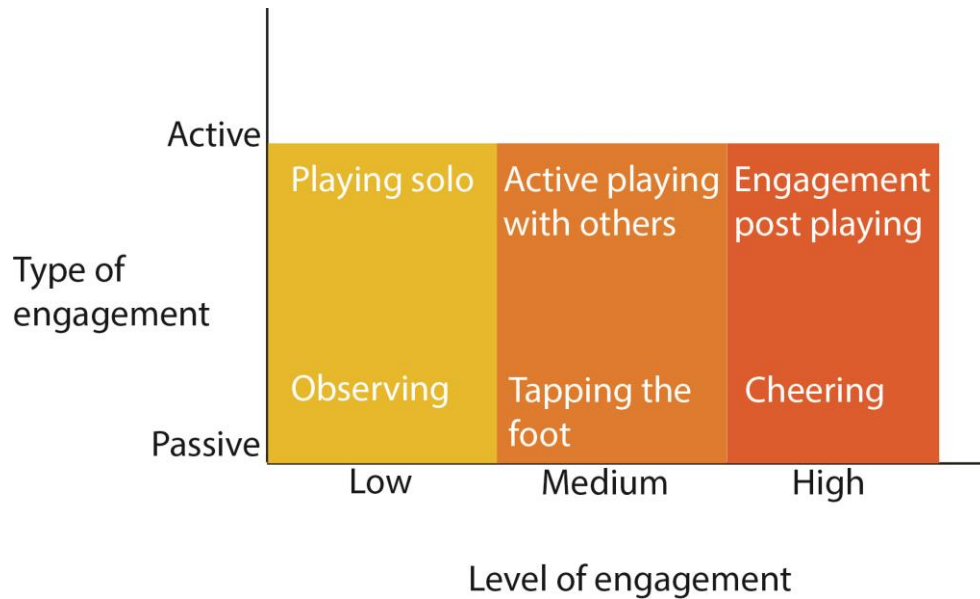 Active
Playing solo
Active playing
with others
Engagement
post playing
Type of
engagement
Observing
Tapping the
foot
Cheering
Passive
Low
Medium
High
Level of engagement